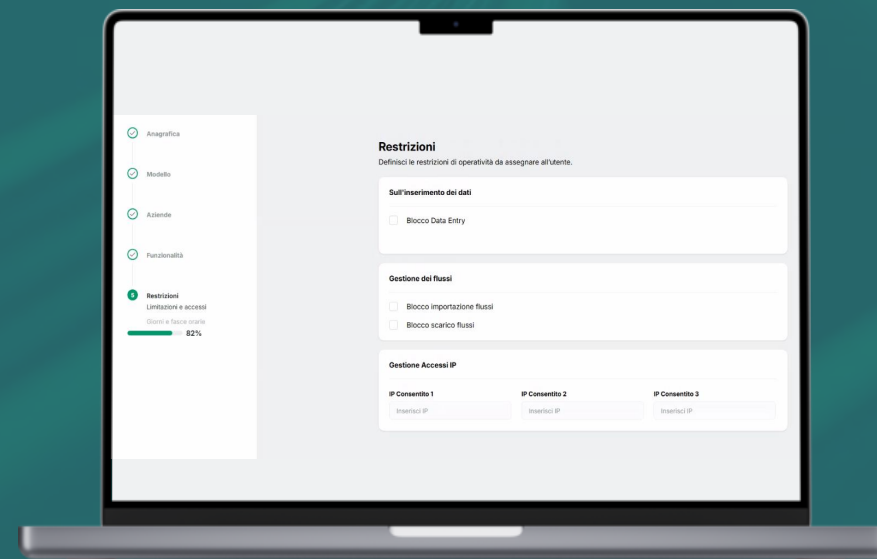 Anagrafica
Modello
Aziende
Funzionalità
5 Restrizioni
Limitazioni e accessi
Giorni e fasce orarie
82%
Restrizioni
Definisci le restrizioni di operatività da assegnare all'utente.
Sull'inserimento dei dati
Blocco Data Entry
Gestione dei flussi
Blocco importazione flussi
Blocco scarico flussi
Gestione Accessi IP
IP Consentito 1 IP Consentito 2 IP Consentito 3
Inserisci IP Inserisci IP Inserisci IP